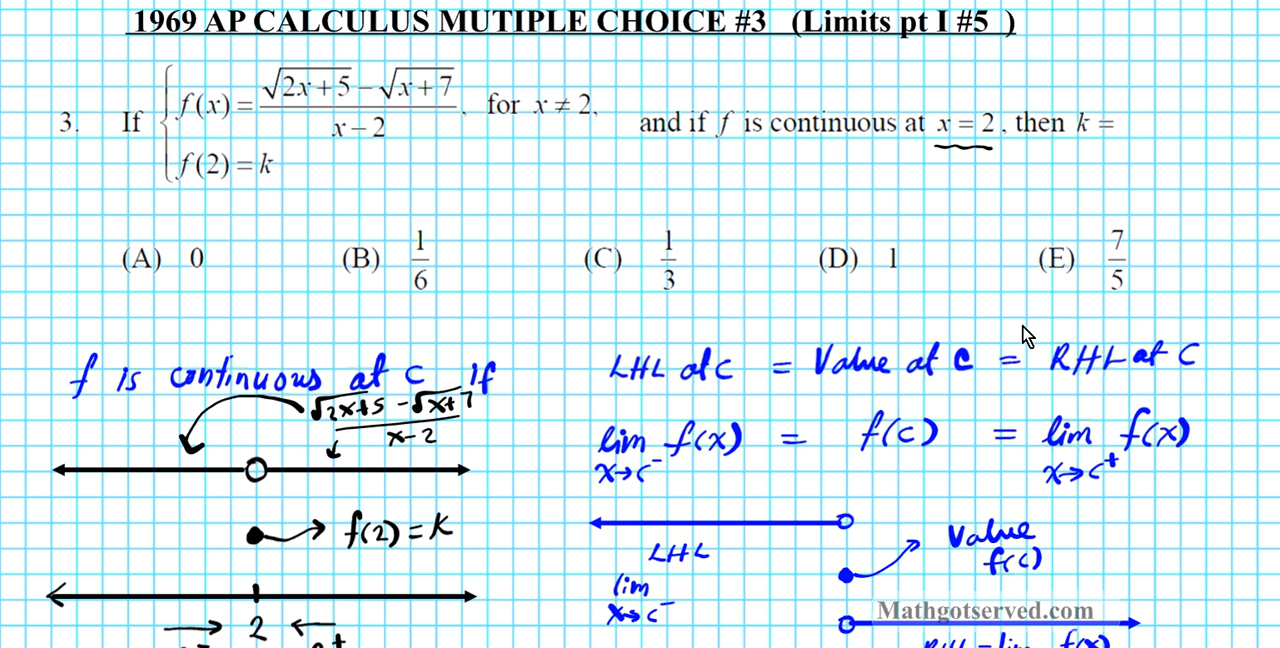 1969 AP CALCULUS MUTIPLE CHOICE #3 (Limits pt I #5 )
3. If { f(x) = (√(2x+5) − √(x+7)) / (x − 2), for x ≠ 2, and if f is continuous at x = 2, then k =
f(2) = k
(A) 0 (B) 1/6 (C) 1/3 (D) 1 (E) 7/5
f is continuous at c if
LHL at C = Value at C = RHL at C
√2x+5 − √x+7
x−2
lim f(x) = f(c) = lim f(x)
x→c⁻ x→c⁺
f(2) = K
LHL
lim
x→c⁻
Value
f(c)
2
Mathgotserved.com